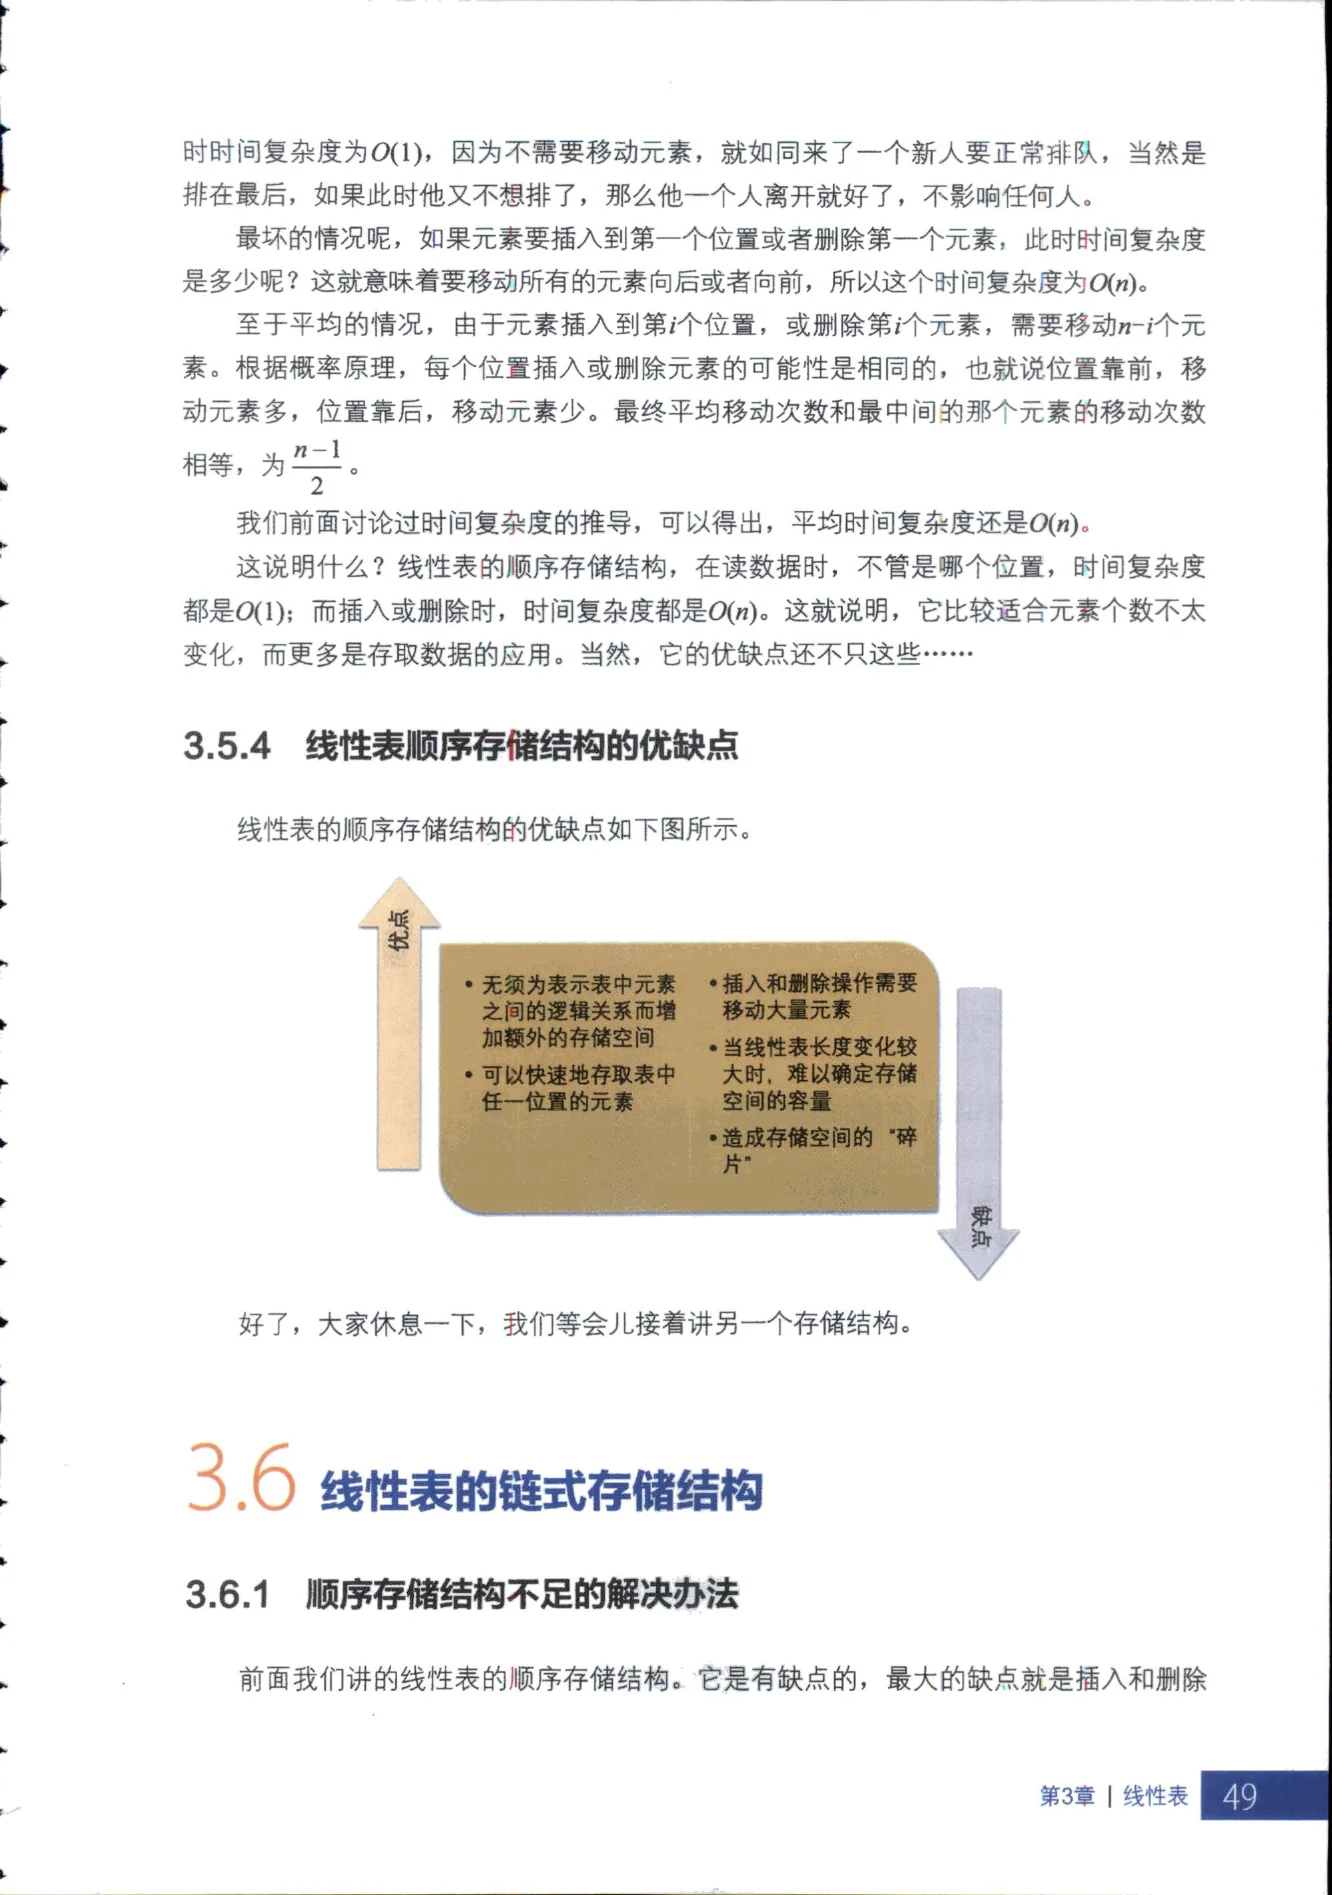 时时间复杂度为O(1)，因为不需要移动元素，就如同来了一个新人要正常排队，当然是
排在最后，如果此时他又不想排了，那么他一个人离开就好了，不影响任何人。
最坏的情况呢，如果元素要插入到第一个位置或者删除第一个元素，此时时间复杂度
是多少呢？这就意味着要移动所有的元素向后或者向前，所以这个时间复杂度为O(n)。
至于平均的情况，由于元素插入到第i个位置，或删除第i个元素，需要移动n-i个元
素。根据概率原理，每个位置插入或删除元素的可能性是相同的，也就说位置靠前，移
动元素多，位置靠后，移动元素少。最终平均移动次数和最中间的那个元素的移动次数
相等，为 (n-1)/2 。
我们前面讨论过时间复杂度的推导，可以得出，平均时间复杂度还是O(n)。
这说明什么？线性表的顺序存储结构，在读数据时，不管是哪个位置，时间复杂度
都是O(1)；而插入或删除时，时间复杂度都是O(n)。这就说明，它比较适合元素个数不太
变化，而更多是存取数据的应用。当然，它的优缺点还不只这些……
3.5.4 线性表顺序存储结构的优缺点
线性表的顺序存储结构的优缺点如下图所示。
优点
• 无须为表示表中元素
之间的逻辑关系而增
加额外的存储空间
• 可以快速地存取表中
任一位置的元素
• 插入和删除操作需要
移动大量元素
• 当线性表长度变化较
大时，难以确定存储
空间的容量
• 造成存储空间的“碎
片”
缺点
好了，大家休息一下，我们等会儿接着讲另一个存储结构。
3.6 线性表的链式存储结构
3.6.1 顺序存储结构不足的解决办法
前面我们讲的线性表的顺序存储结构。它是有缺点的，最大的缺点就是插入和删除
第3章 | 线性表 49